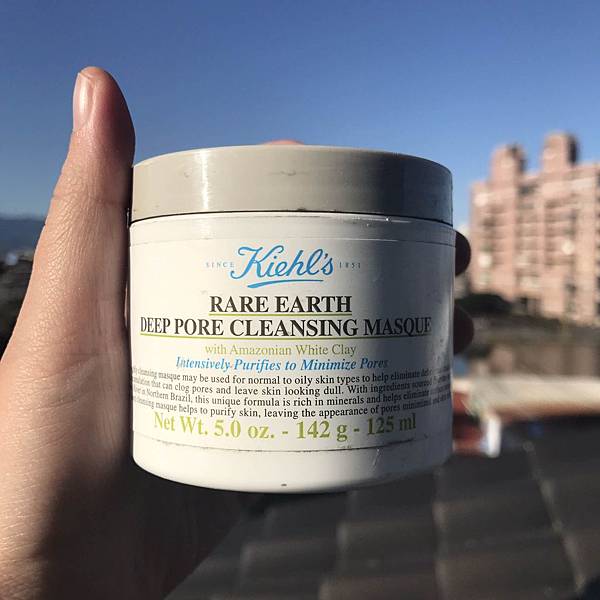 SINCE Kiehl's 1851
RARE EARTH
DEEP PORE CLEANSING MASQUE
with Amazonian White Clay
Intensively Purifies to Minimize Pores
cleansing masque may be used for normal to oily skin types to help eliminate
that can clog pores and leave skin looking dull. With ingredients sourced
in Northern Brazil, this unique formula is rich in minerals and helps eliminate
cleansing masque helps to purify skin, leaving the appearance of pores minimized
Net Wt. 5.0 oz. - 142 g - 125 ml